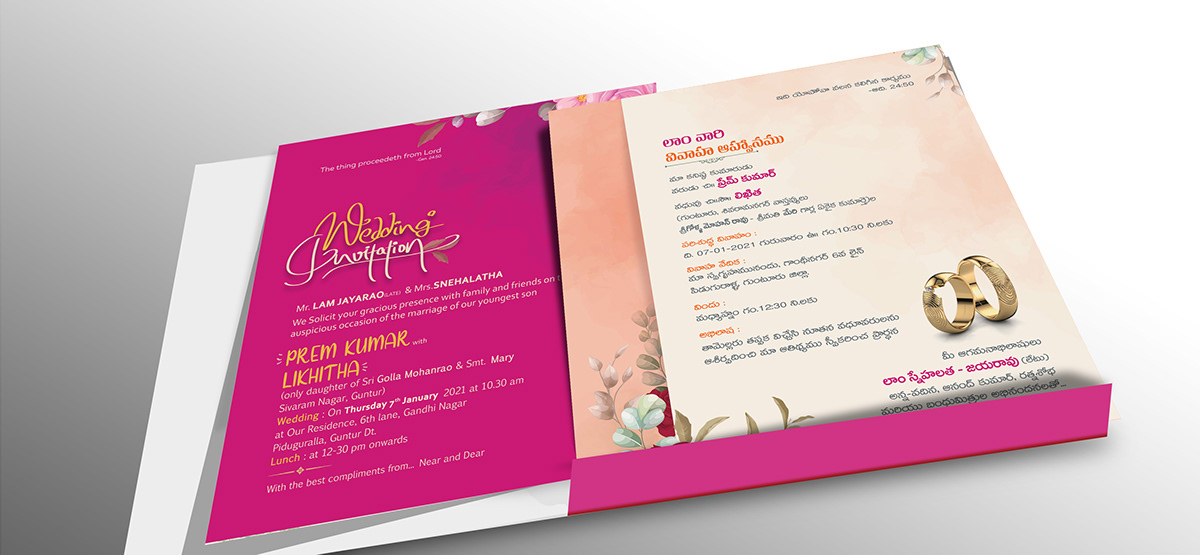 The thing proceedeth from Lord
-Gen. 24:50
Wedding
Invitation
Mr. LAM JAYARAO(LATE) & Mrs.SNEHALATHA
We Solicit your gracious presence with family and friends on
auspicious occasion of the marriage of our youngest son
PREM KUMAR with
LIKHITHA
(only daughter of Sri Golla Mohanrao & Smt. Mary
Sivaram Nagar, Guntur)
Wedding : On Thursday 7th January 2021 at 10.30 am
at Our Residence, 6th lane, Gandhi Nagar
Piduguralla, Guntur Dt.
Lunch : at 12-30 pm onwards
With the best compliments from... Near and Dear
ఇది యెహోవా వలన కలిగిన కార్యము
-ఆది. 24:50
లాం వారి
వివాహ ఆహ్వానము
మా కనిష్ఠ కుమారుడు
వరుడు చిః ప్రేమ్ కుమార్
వధువు చిఃసౌః లిఖిత
(గుంటూరు, శివరామనగర్ వాస్తవ్యులు
శ్రీగోళ్ళ మోహన్ రావు - శ్రీమతి మేరి గార్ల ఏకైక కుమార్తె)
పరిశుద్ధ వివాహం :
ది. 07-01-2021 గురువారం ఉః గం.10:30 ని.లకు
వివాహ వేదిక :
మా స్వగృహమునందు, గాంధీనగర్ 6వ లైన్
పిడుగురాళ్ళ, గుంటూరు జిల్లా.
విందు :
మధ్యాహ్నం గం.12:30 ని.లకు
అభిలాష :
తామెల్లరు తప్పక విచ్చేసి నూతన వధూవరులను
ఆశీర్వదించి మా ఆతిథ్యము స్వీకరించ ప్రార్థన
మీ ఆగమనాభిలాషులు
లాం స్నేహలత - జయరావు (లేటు)
అన్న-వదిన, ఆనంద్ కుమార్, రత్నశోభ
మరియు బంధుమిత్రుల అభినందనలతో...